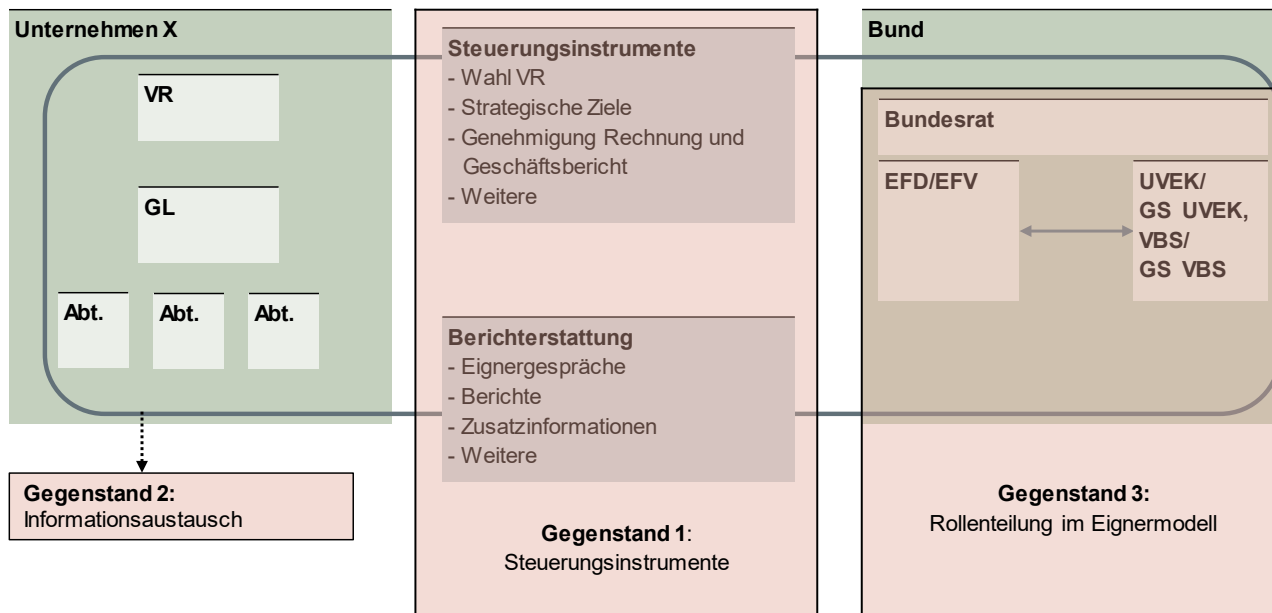 Unternehmen X
VR
GL
Abt.
Abt.
Abt.
Gegenstand 2:
Informationsaustausch
Steuerungsinstrumente
- Wahl VR
- Strategische Ziele
- Genehmigung Rechnung und
Geschäftsbericht
- Weitere
Berichterstattung
- Eignergespräche
- Berichte
- Zusatzinformationen
- Weitere
Gegenstand 1:
Steuerungsinstrumente
Bund
Bundesrat
EFD/EFV
UVEK/
GS UVEK,
VBS/
GS VBS
Gegenstand 3:
Rollenteilung im Eignermodell